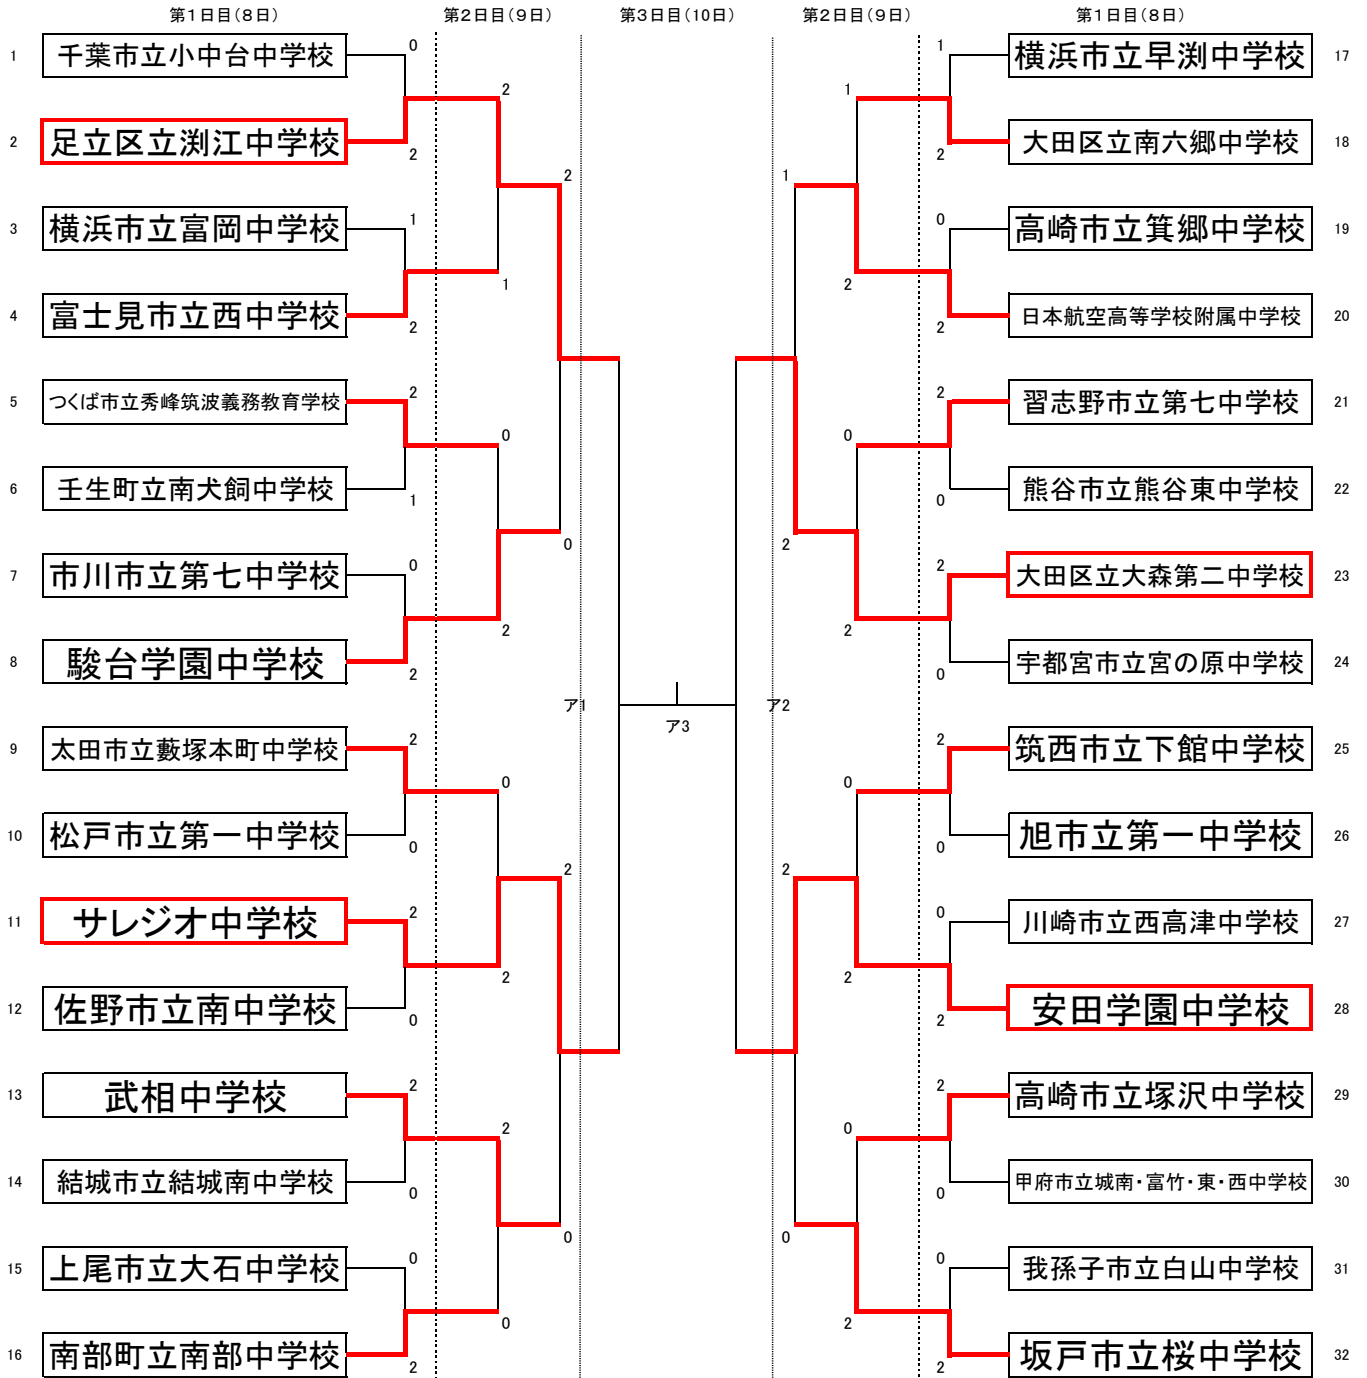 第1日目(8日) 第2日目(9日) 第3日目(10日) 第2日目(9日) 第1日目(8日)
1 千葉市立小中台中学校 0
2 足立区立渕江中学校 2
2
3 横浜市立富岡中学校 1
4 富士見市立西中学校 2
1
2
5 つくば市立秀峰筑波義務教育学校 2
6 壬生町立南犬飼中学校 1
0
7 市川市立第七中学校 0
8 駿台学園中学校 2
2
0
ア1
9 太田市立藪塚本町中学校 2
10 松戸市立第一中学校 0
0
11 サレジオ中学校 2
12 佐野市立南中学校 0
2
2
13 武相中学校 2
14 結城市立結城南中学校 0
2
15 上尾市立大石中学校 0
16 南部町立南部中学校 2
0
0
ア3
1 横浜市立早渕中学校 17
2 大田区立南六郷中学校 18
1
0 高崎市立箕郷中学校 19
2 日本航空高等学校附属中学校 20
2
1
2 習志野市立第七中学校 21
0 熊谷市立熊谷東中学校 22
0
2 大田区立大森第二中学校 23
0 宇都宮市立宮の原中学校 24
2
2
ア2
2 筑西市立下館中学校 25
0 旭市立第一中学校 26
0
0 川崎市立西高津中学校 27
2 安田学園中学校 28
2
2
2 高崎市立塚沢中学校 29
0 甲府市立城南・富竹・東・西中学校 30
0
0 我孫子市立白山中学校 31
2 坂戸市立桜中学校 32
2
0